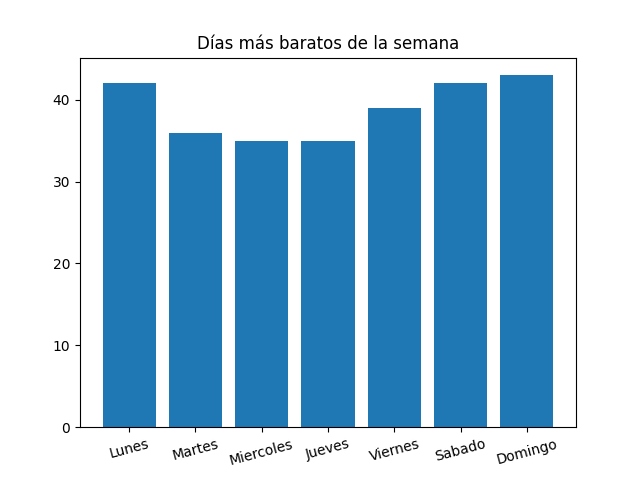 Días más baratos de la semana
40
30
20
10
0
Lunes
Martes
Miercoles
Jueves
Viernes
Sabado
Domingo